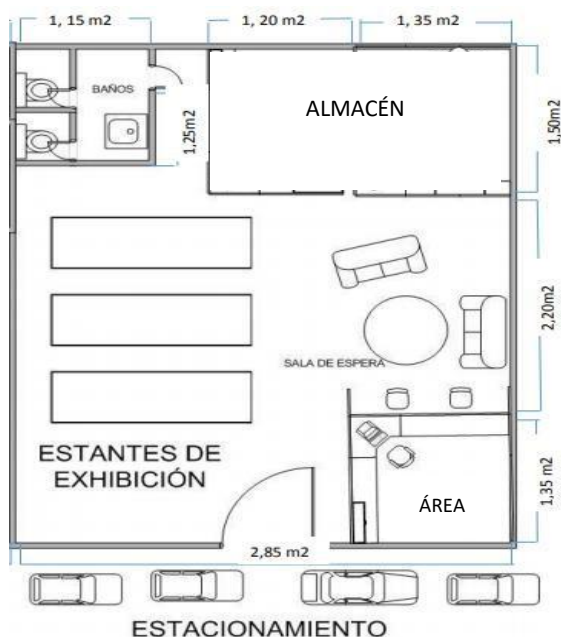 1, 15 m2
1, 20 m2
1, 35 m2
BAÑOS
ALMACÉN
1,25m2
1,50m2
2,20m2
SALA DE ESPERA
ESTANTES DE
EXHIBICIÓN
ÁREA
1,35 m2
2,85 m2
ESTACIONAMIENTO